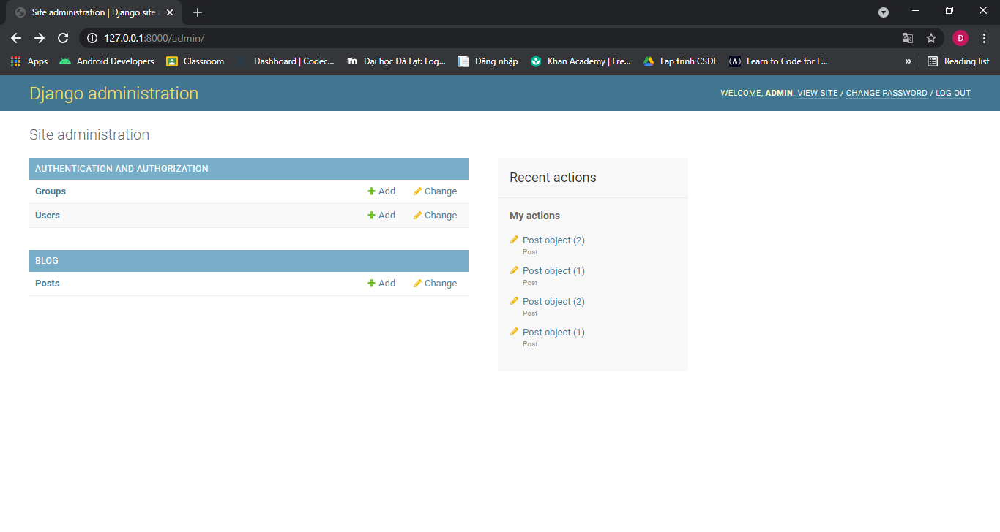 Site administration | Django site a
127.0.0.1:8000/admin/
Đ
Apps Android Developers Classroom Dashboard | Codec... Đại học Đà Lạt: Log... Đăng nhập Khan Academy | Fre... Lap trinh CSDL Learn to Code for F... » Reading list
Django administration
WELCOME, ADMIN. VIEW SITE / CHANGE PASSWORD / LOG OUT
Site administration
AUTHENTICATION AND AUTHORIZATION
Groups Add Change
Users Add Change
BLOG
Posts Add Change
Recent actions
My actions
Post object (2)
Post
Post object (1)
Post
Post object (2)
Post
Post object (1)
Post